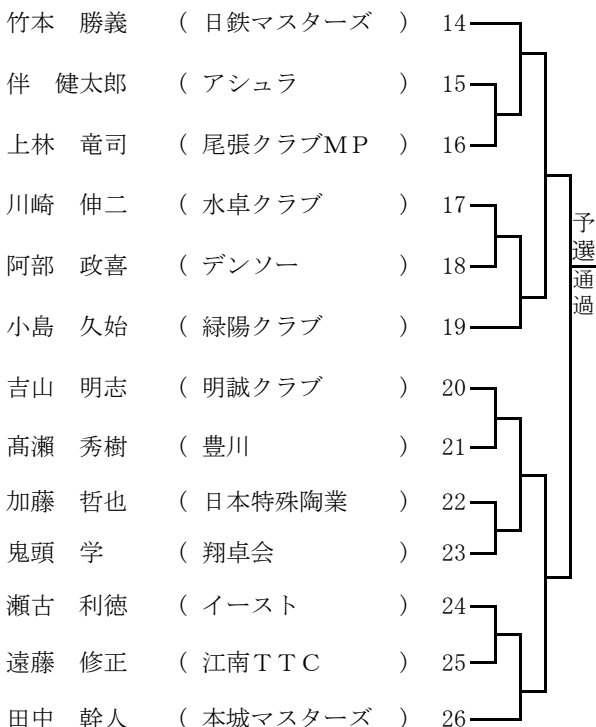 竹本　勝義　( 日鉄マスターズ　) 14
伴　健太郎　( アシュラ　) 15
上林　竜司　( 尾張クラブＭＰ　) 16
川崎　伸二　( 水卓クラブ　) 17
阿部　政喜　( デンソー　) 18
小島　久始　( 緑陽クラブ　) 19
吉山　明志　( 明誠クラブ　) 20
髙瀨　秀樹　( 豊川　) 21
加藤　哲也　( 日本特殊陶業　) 22
鬼頭　学　( 翔卓会　) 23
瀬古　利徳　( イースト　) 24
遠藤　修正　( 江南ＴＴＣ　) 25
田中　幹人　( 本城マスターズ　) 26
予選通過